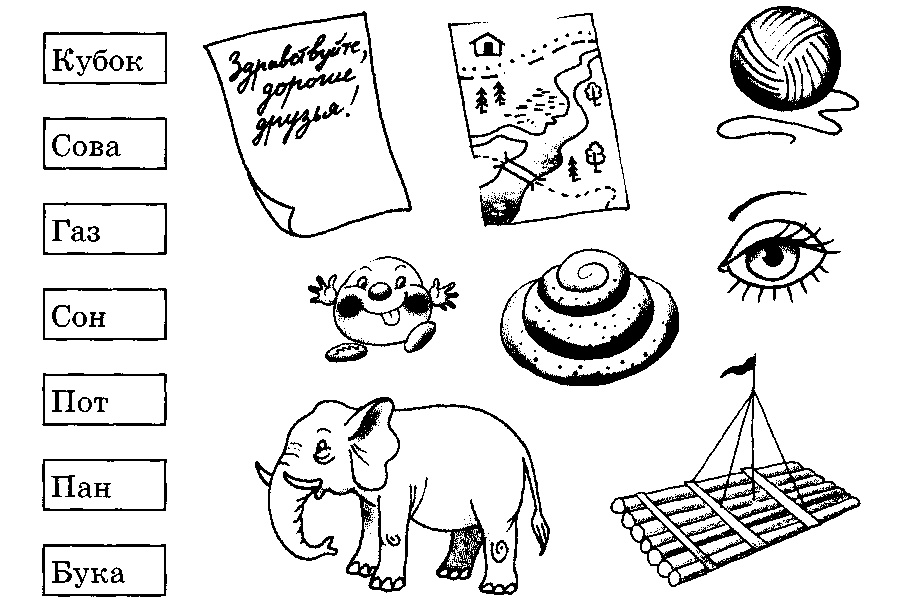 Кубок
Сова
Газ
Сон
Пот
Пан
Бука
Здравствуйте,
дорогие
друзья!